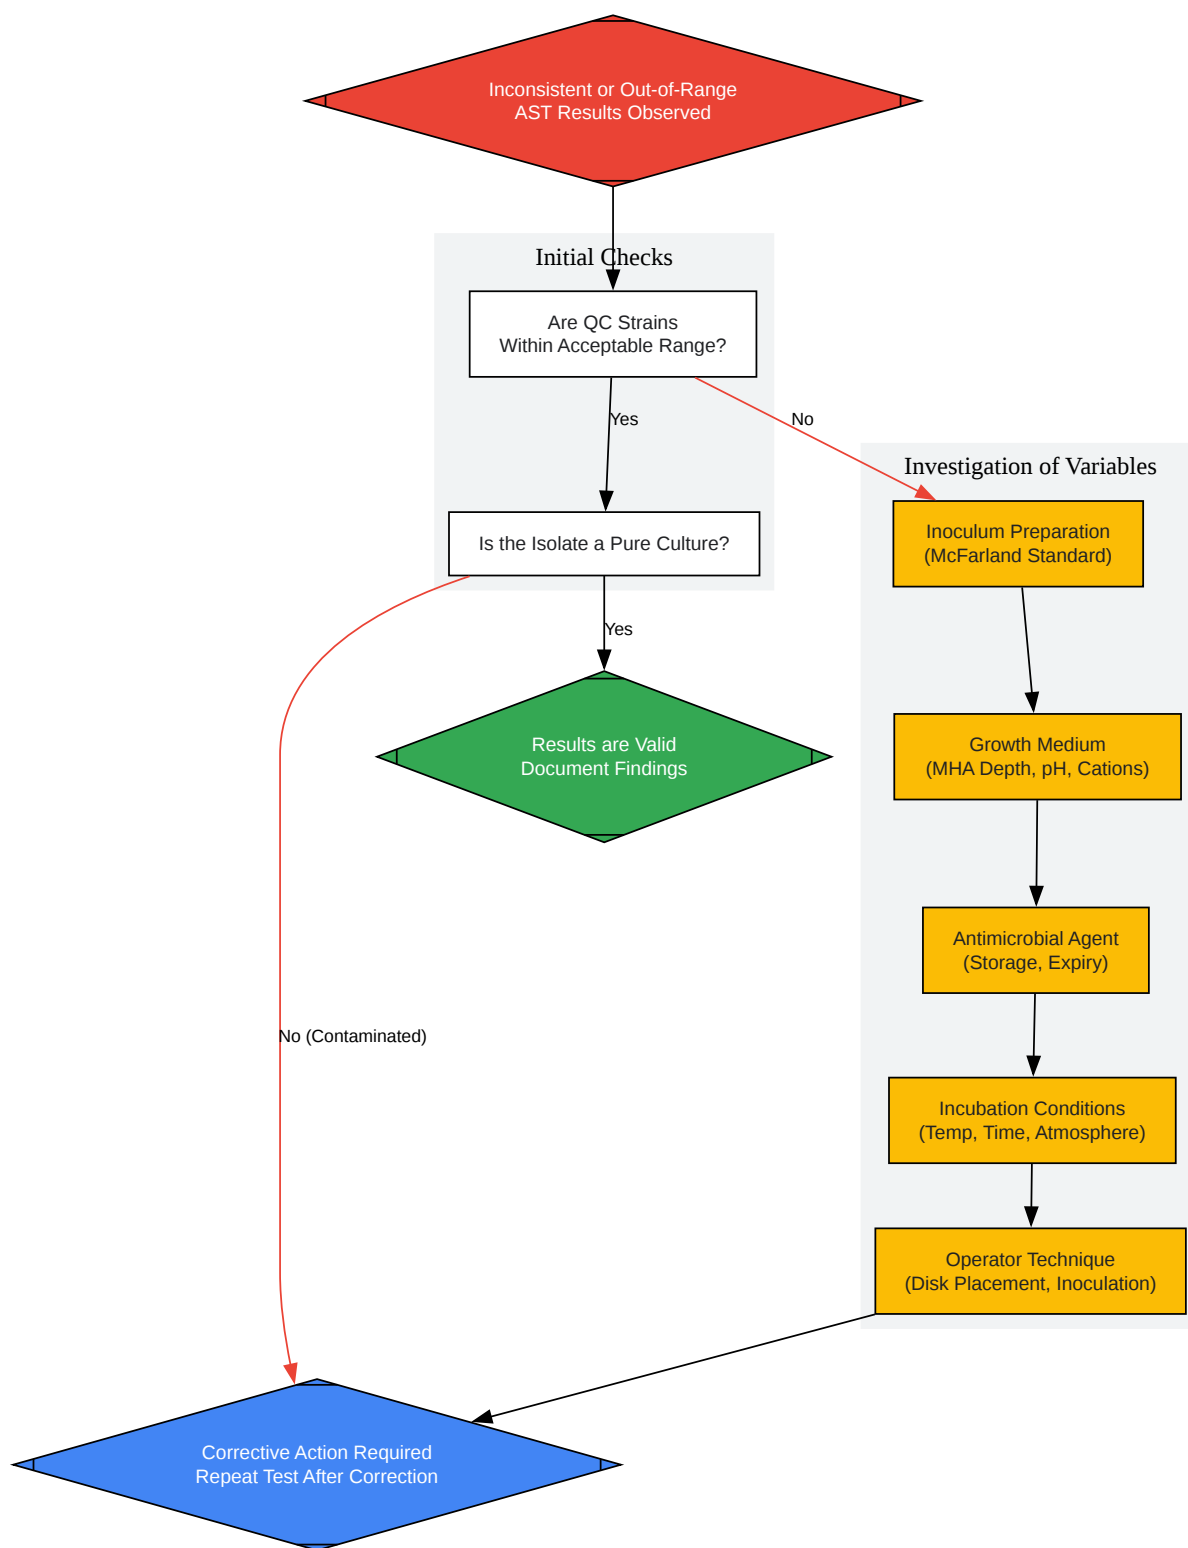 Inconsistent or Out-of-Range
AST Results Observed
Initial Checks
Are QC Strains
Within Acceptable Range?
Yes
No
Investigation of Variables
Inoculum Preparation
(McFarland Standard)
Is the Isolate a Pure Culture?
Yes
Results are Valid
Document Findings
Growth Medium
(MHA Depth, pH, Cations)
Antimicrobial Agent
(Storage, Expiry)
No (Contaminated)
Incubation Conditions
(Temp, Time, Atmosphere)
Operator Technique
(Disk Placement, Inoculation)
Corrective Action Required
Repeat Test After Correction